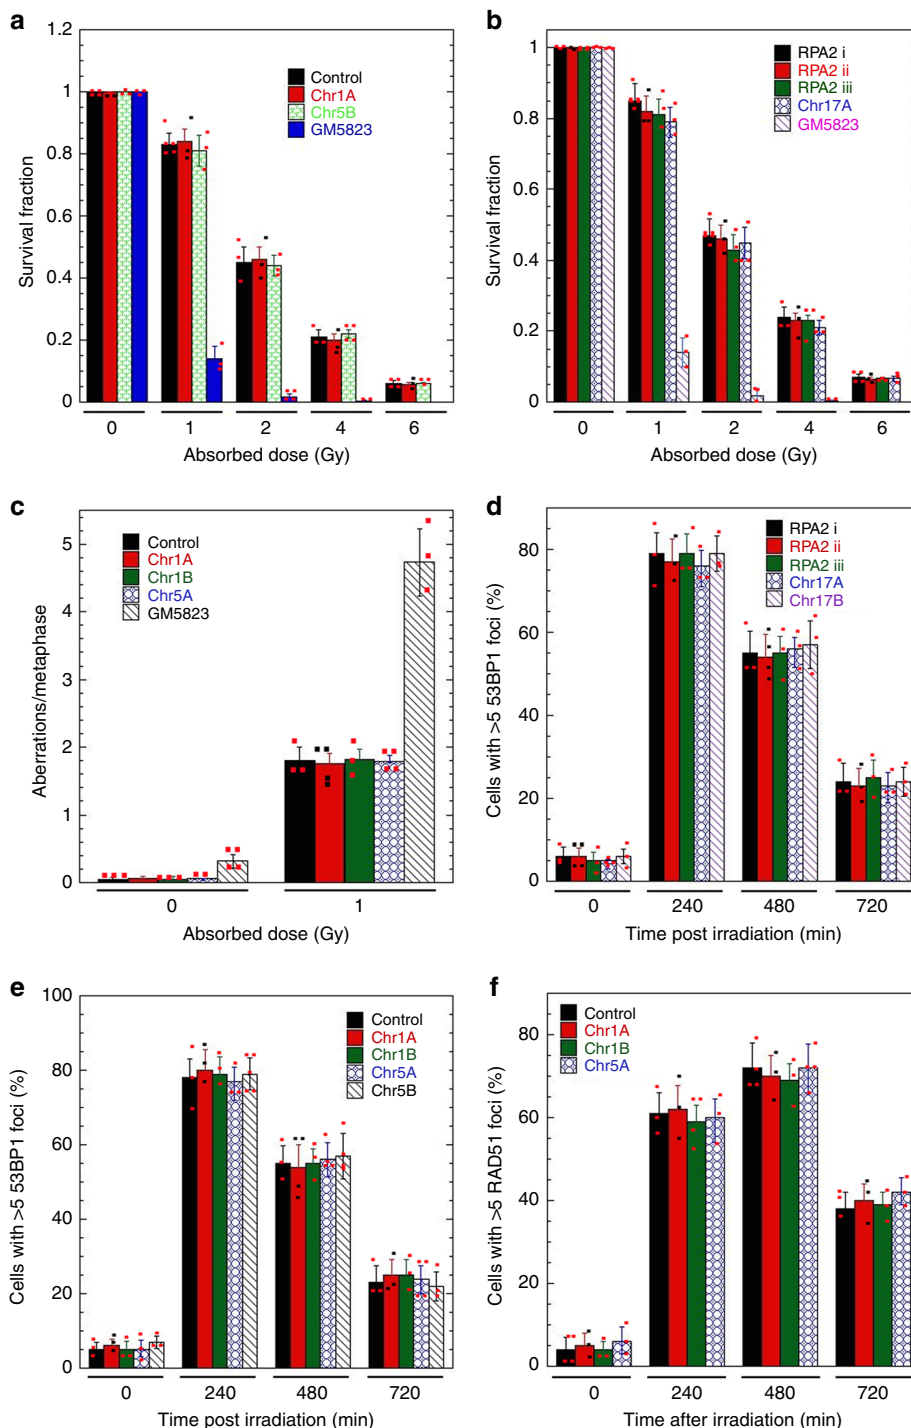 a
1.2
1
0.8
0.6
0.4
0.2
0
Survival fraction
Control
Chr1A
Chr5B
GM5823
0 1 2 4 6
Absorbed dose (Gy)
b
1
0.8
0.6
0.4
0.2
0
Survival fraction
RPA2 i
RPA2 ii
RPA2 iii
Chr17A
GM5823
0 1 2 4 6
Absorbed dose (Gy)
c
5
4
3
2
1
0
Aberrations/metaphase
Control
Chr1A
Chr1B
Chr5A
GM5823
0 1
Absorbed dose (Gy)
d
80
60
40
20
0
Cells with >5 53BP1 foci (%)
RPA2 i
RPA2 ii
RPA2 iii
Chr17A
Chr17B
0 240 480 720
Time post irradiation (min)
e
100
80
60
40
20
0
Cells with >5 53BP1 foci (%)
Control
Chr1A
Chr1B
Chr5A
Chr5B
0 240 480 720
Time post irradiation (min)
f
80
60
40
20
0
Cells with >5 RAD51 foci (%)
Control
Chr1A
Chr1B
Chr5A
0 240 480 720
Time after irradiation (min)